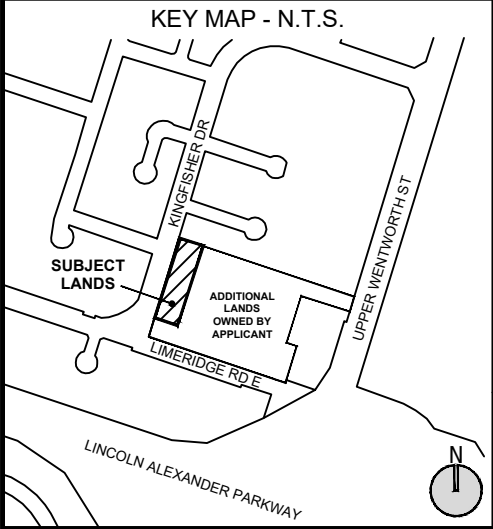 KEY MAP - N.T.S.
KINGFISHER DR
UPPER WENTWORTH ST
SUBJECT
LANDS
ADDITIONAL
LANDS
OWNED BY
APPLICANT
LIMERIDGE RD E
LINCOLN ALEXANDER PARKWAY
N